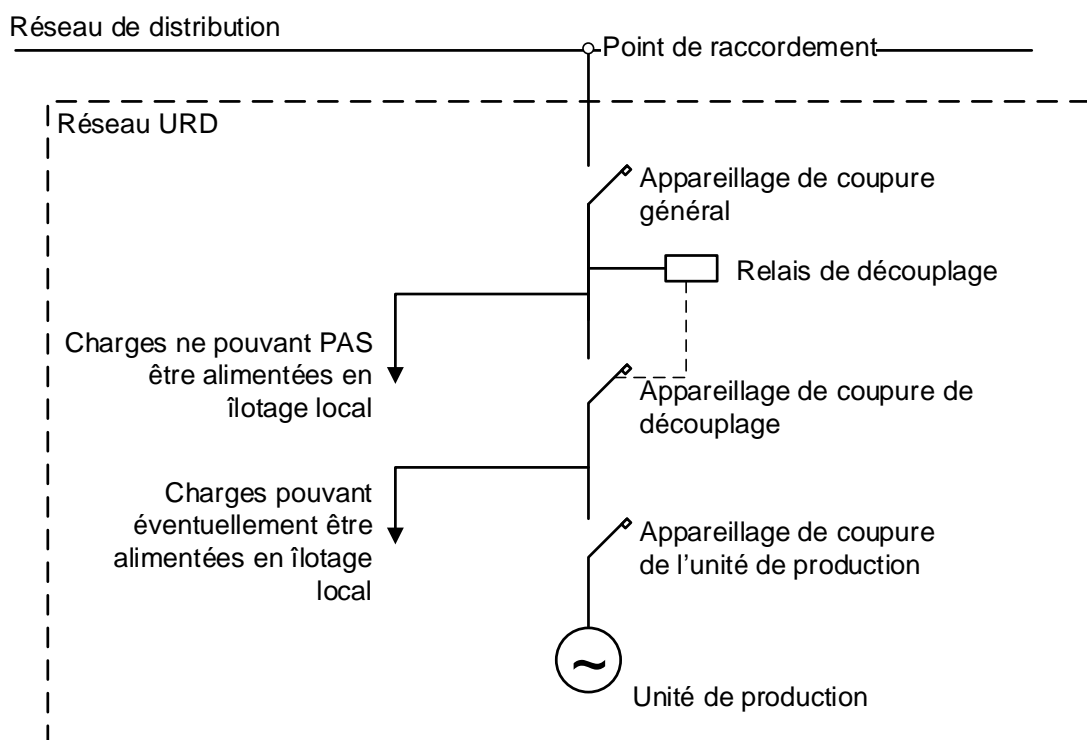 Réseau de distribution
Point de raccordement
Réseau URD
Appareillage de coupure
général
Relais de découplage
Charges ne pouvant PAS
être alimentées en
îlotage local
Appareillage de coupure de
découplage
Charges pouvant
éventuellement être
alimentées en îlotage
local
Appareillage de coupure
de l'unité de production
~
Unité de production